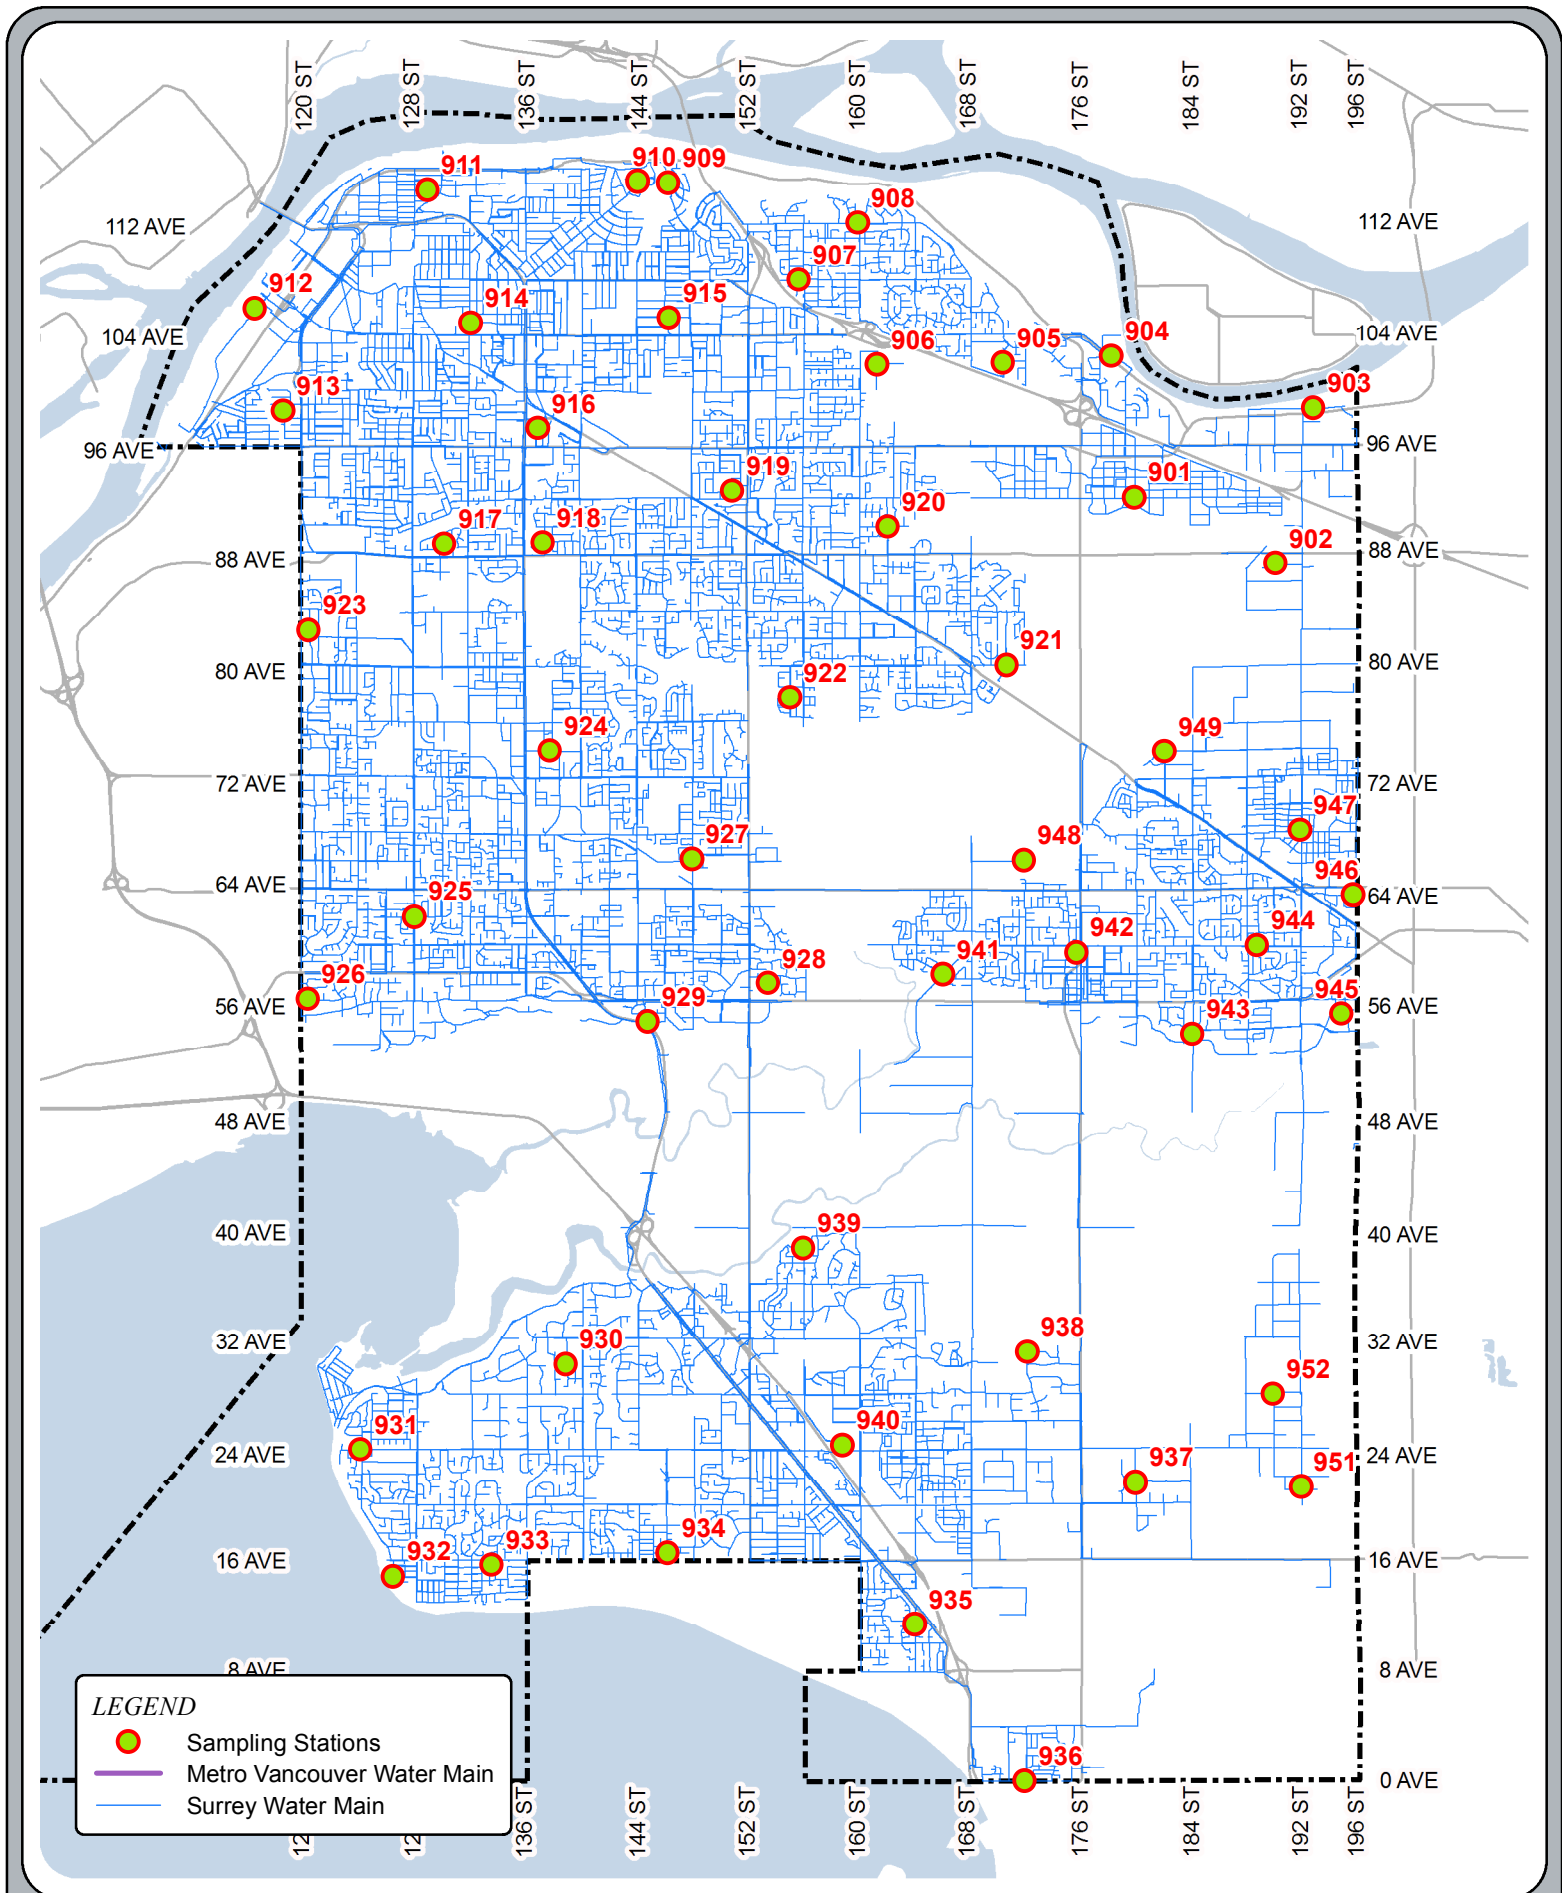 120 ST
128 ST
136 ST
144 ST
152 ST
160 ST
168 ST
176 ST
184 ST
192 ST
196 ST
910 909
911
908
112 AVE
112 AVE
907
912
914
915
904
104 AVE
104 AVE
906
905
903
913
916
96 AVE
96 AVE
919
901
920
917
918
902
88 AVE
88 AVE
923
921
80 AVE
80 AVE
922
924
949
72 AVE
72 AVE
947
927
948
946
64 AVE
64 AVE
925
944
942
941
928
926
945
56 AVE
929
943
56 AVE
48 AVE
48 AVE
939
40 AVE
40 AVE
938
930
32 AVE
32 AVE
952
931
940
24 AVE
937
24 AVE
951
934
933
932
16 AVE
16 AVE
935
8 AVE
8 AVE
LEGEND
Sampling Stations
Metro Vancouver Water Main
Surrey Water Main
936
0 AVE
136 ST
144 ST
152 ST
160 ST
168 ST
176 ST
184 ST
192 ST
196 ST